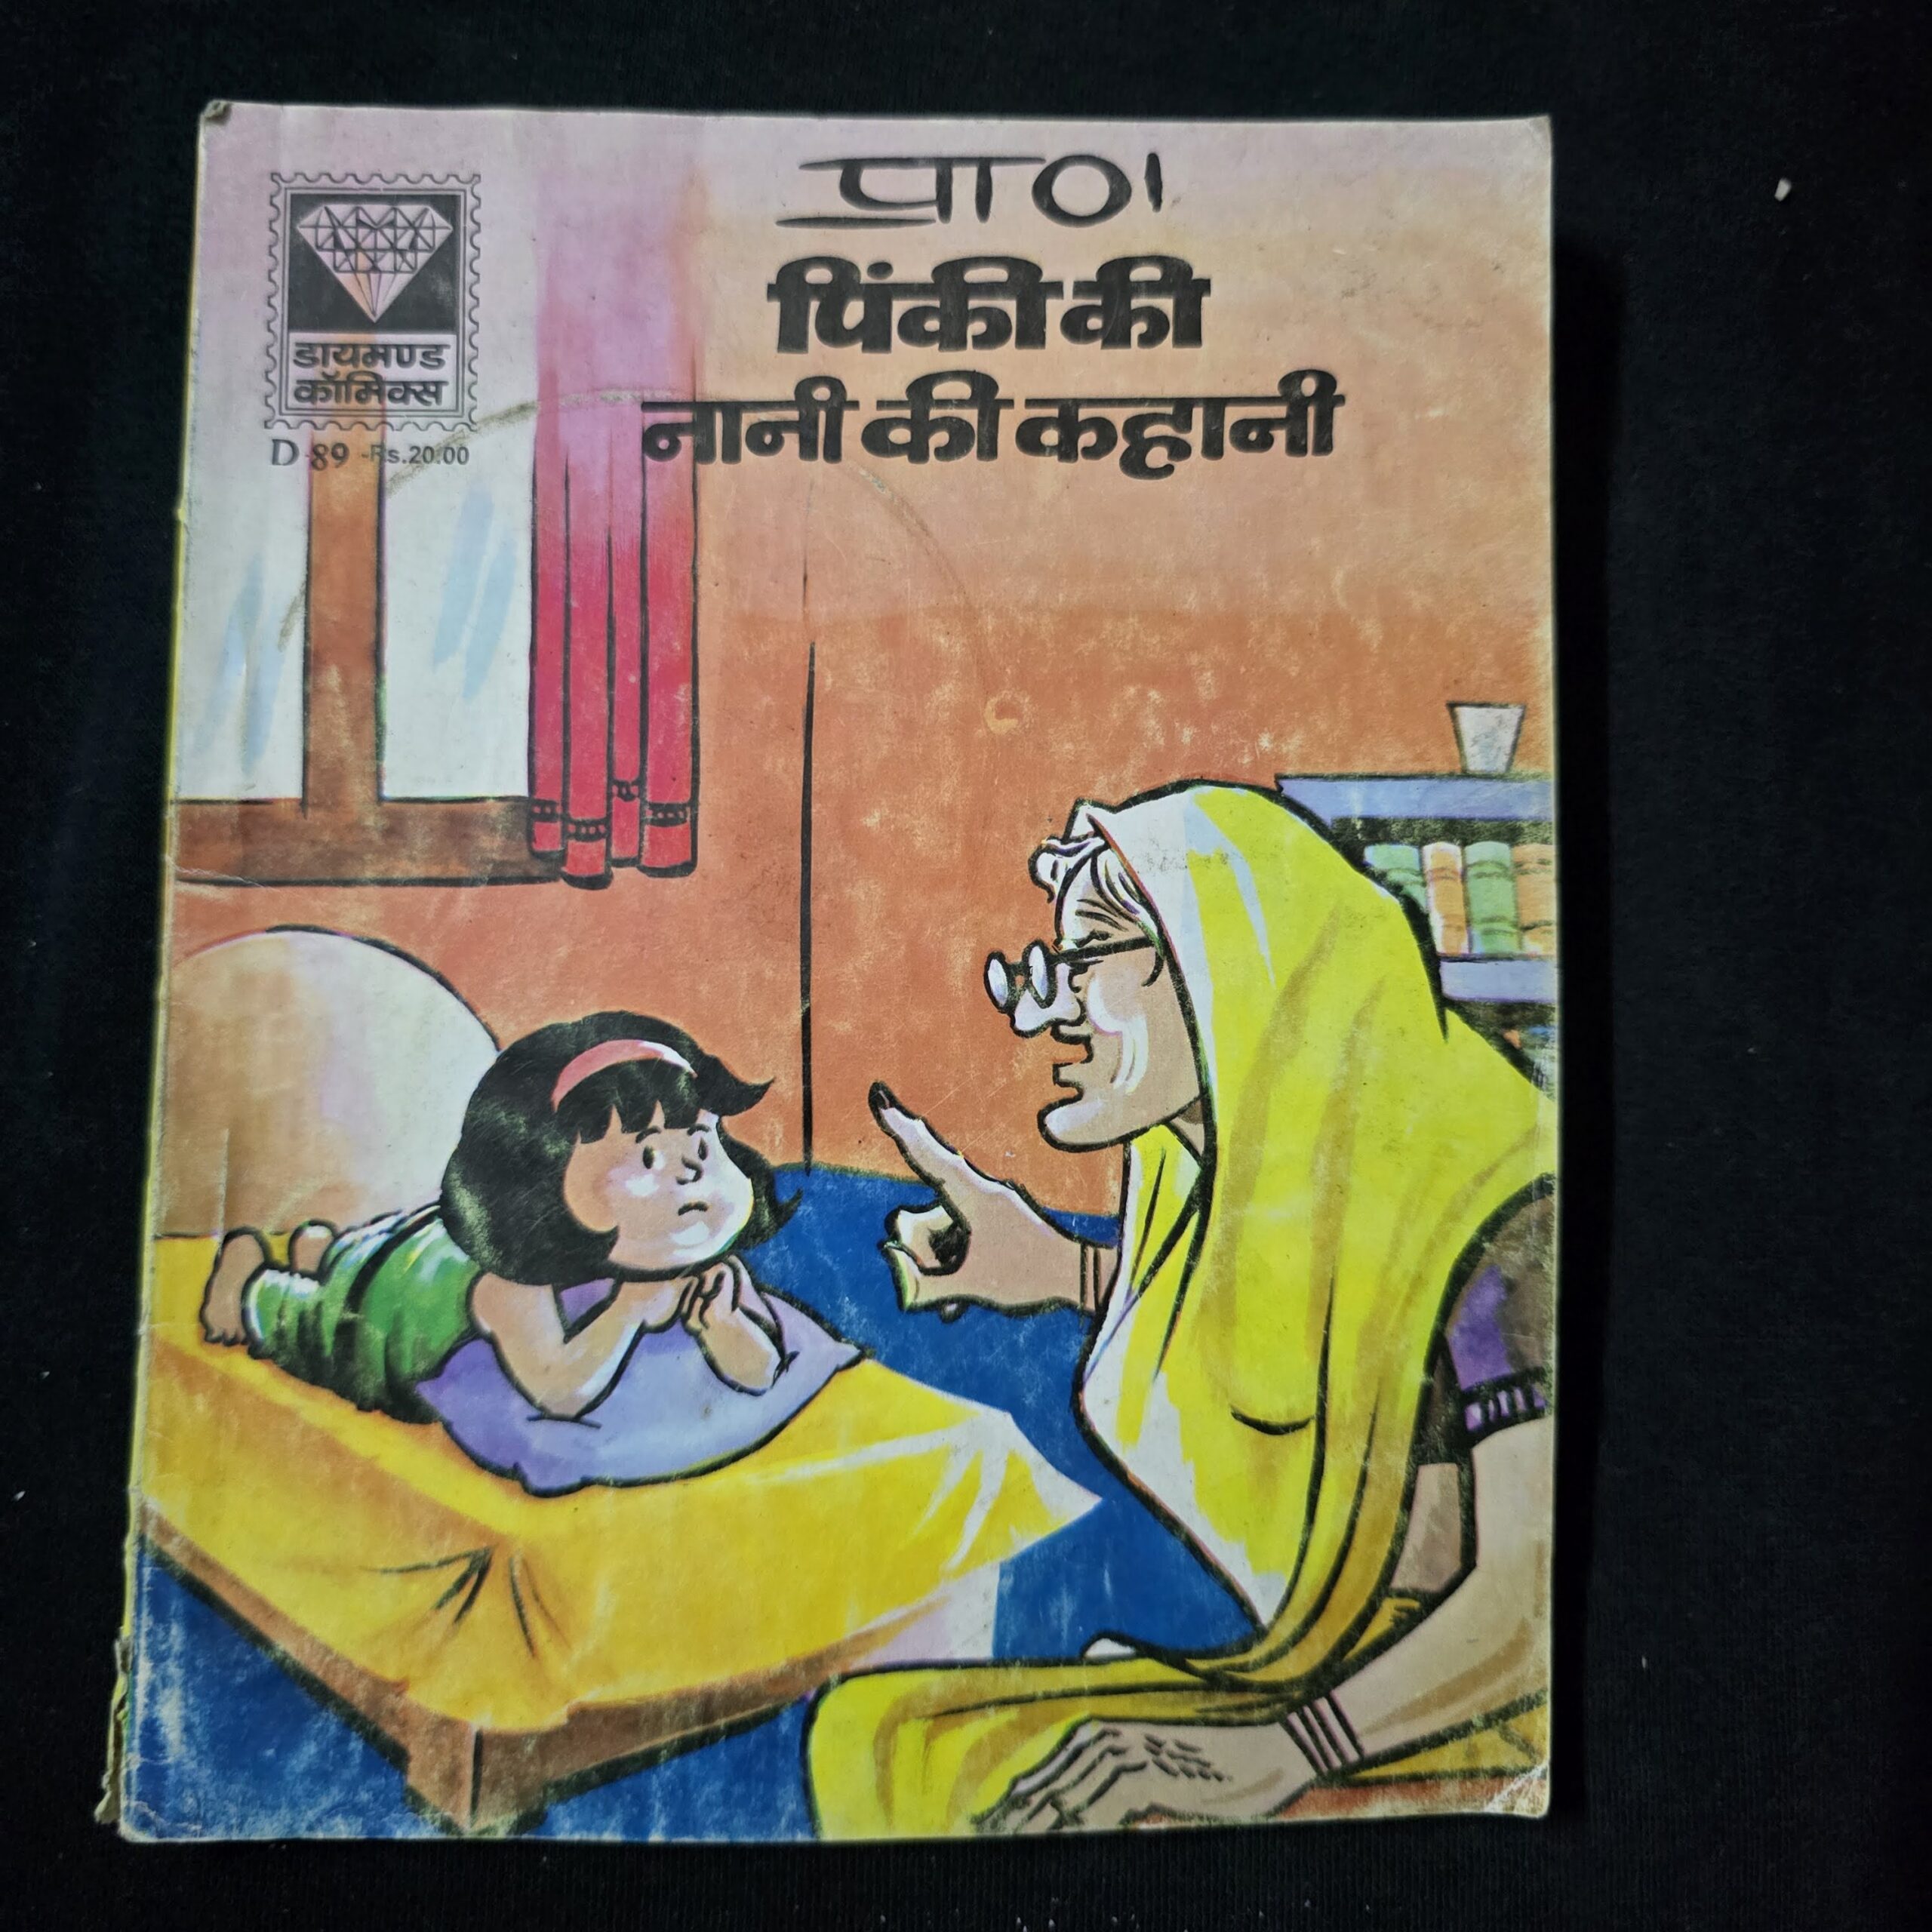 प्राण
पिंकी की
नानी की कहानी
डायमण्ड
कॉमिक्स
D-89 -Rs.20.00